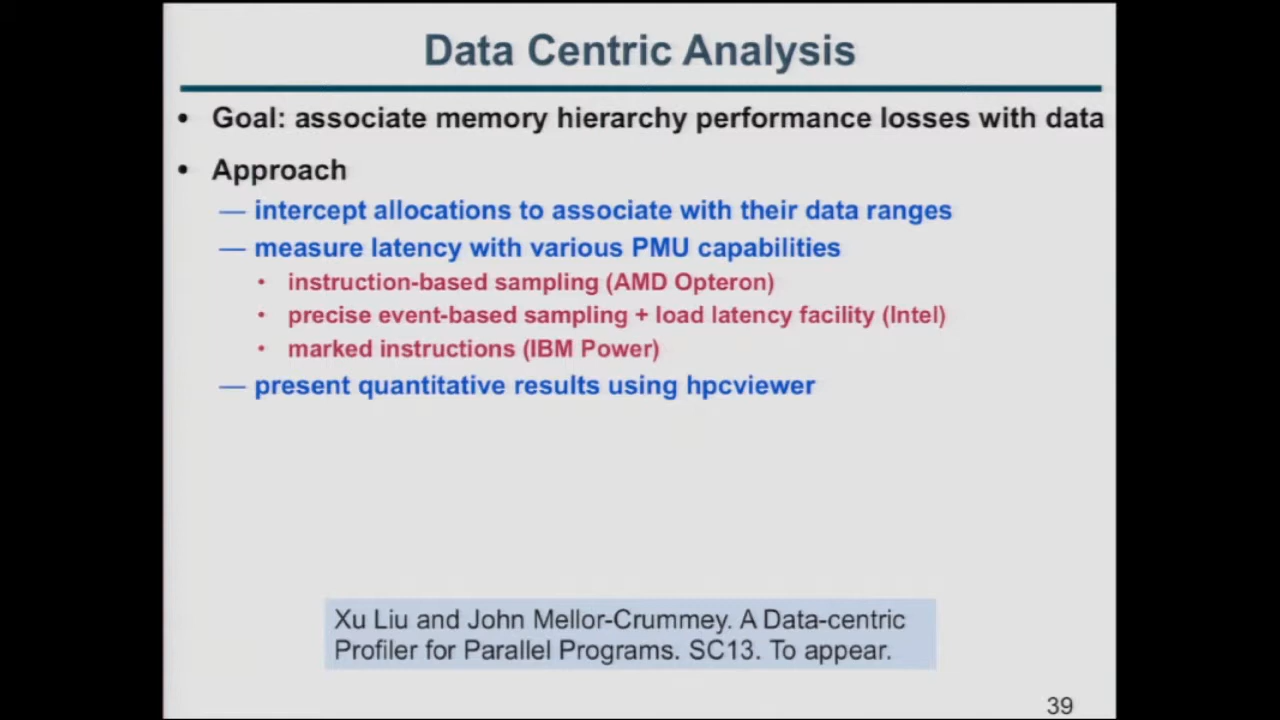 Data Centric Analysis
• Goal: associate memory hierarchy performance losses with data
• Approach
— intercept allocations to associate with their data ranges
— measure latency with various PMU capabilities
• instruction-based sampling (AMD Opteron)
• precise event-based sampling + load latency facility (Intel)
• marked instructions (IBM Power)
— present quantitative results using hpcviewer
Xu Liu and John Mellor-Crummey. A Data-centric
Profiler for Parallel Programs. SC13. To appear.
39